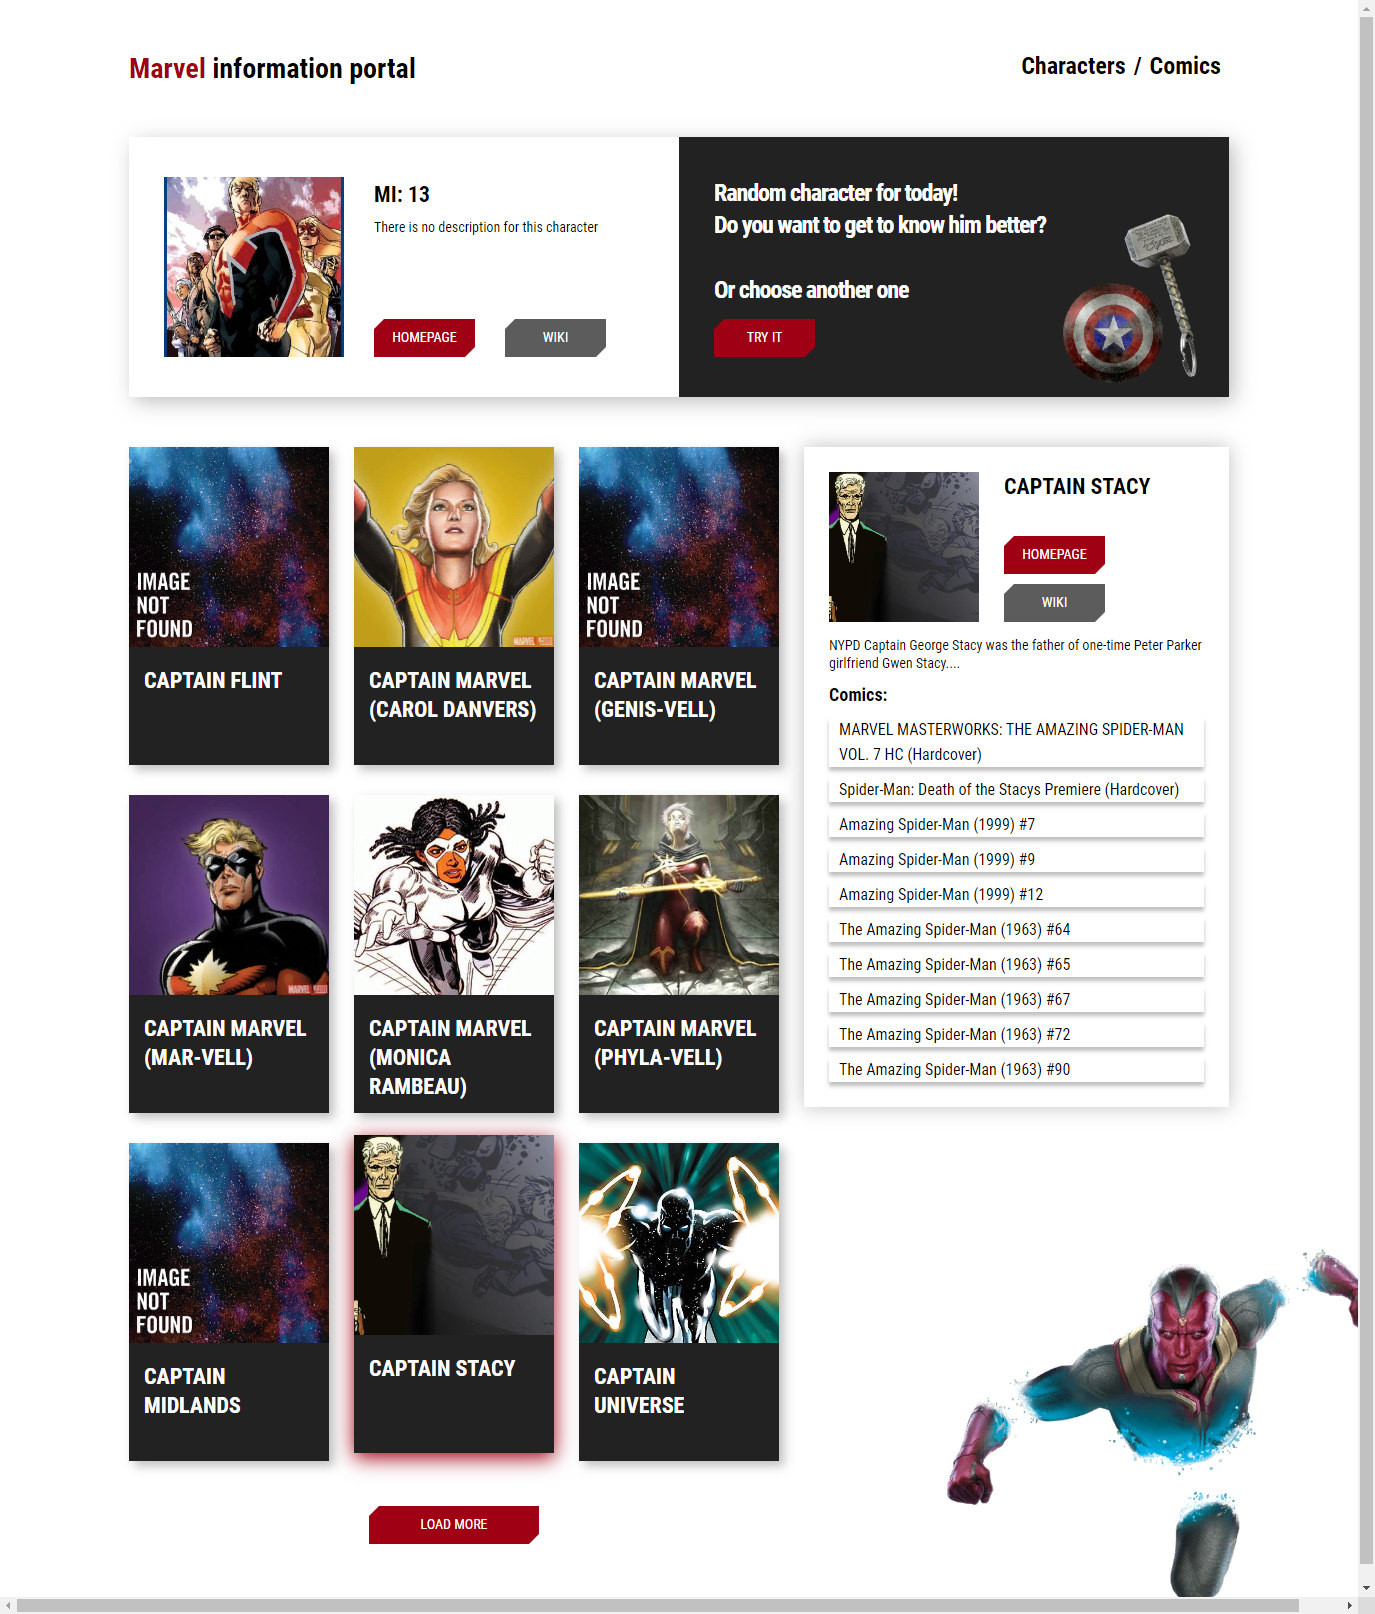 Marvel information portal
Characters / Comics
MI: 13
There is no description for this character
HOMEPAGE
WIKI
Random character for today!
Do you want to get to know him better?
Or choose another one
TRY IT
IMAGE
NOT
FOUND
CAPTAIN FLINT
CAPTAIN MARVEL
(CAROL DANVERS)
IMAGE
NOT
FOUND
CAPTAIN MARVEL
(GENIS-VELL)
CAPTAIN MARVEL
(MAR-VELL)
CAPTAIN MARVEL
(MONICA
RAMBEAU)
CAPTAIN MARVEL
(PHYLA-VELL)
IMAGE
NOT
FOUND
CAPTAIN
MIDLANDS
CAPTAIN STACY
CAPTAIN
UNIVERSE
LOAD MORE
CAPTAIN STACY
HOMEPAGE
WIKI
NYPD Captain George Stacy was the father of one-time Peter Parker
girlfriend Gwen Stacy....
Comics:
MARVEL MASTERWORKS: THE AMAZING SPIDER-MAN
VOL. 7 HC (Hardcover)
Spider-Man: Death of the Stacys Premiere (Hardcover)
Amazing Spider-Man (1999) #7
Amazing Spider-Man (1999) #9
Amazing Spider-Man (1999) #12
The Amazing Spider-Man (1963) #64
The Amazing Spider-Man (1963) #65
The Amazing Spider-Man (1963) #67
The Amazing Spider-Man (1963) #72
The Amazing Spider-Man (1963) #90